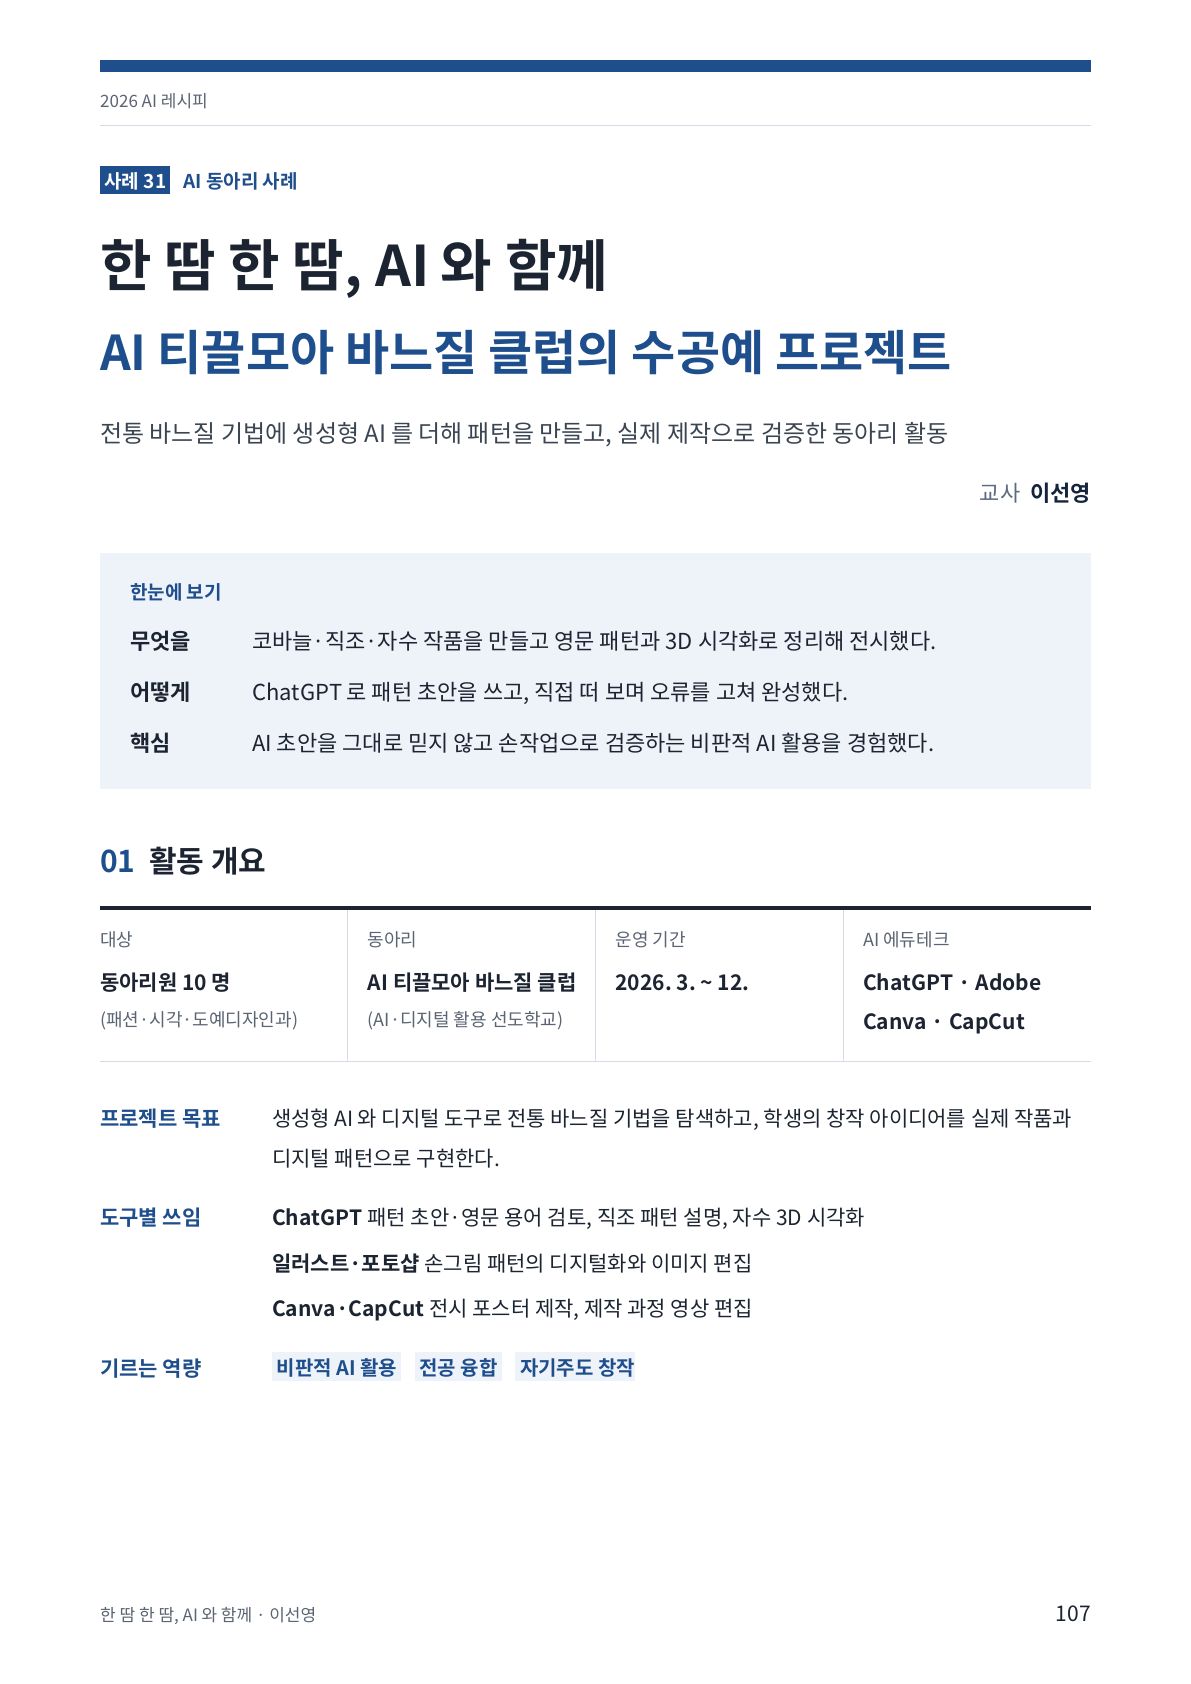 2026 AI 레시피
사례 31 AI 동아리 사례
한 땀 한 땀, AI 와 함께
AI 티끌모아 바느질 클럽의 수공예 프로젝트
전통 바느질 기법에 생성형 AI 를 더해 패턴을 만들고, 실제 제작으로 검증한 동아리 활동
교사 이선영
한눈에 보기
무엇을 코바늘·직조·자수 작품을 만들고 영문 패턴과 3D 시각화로 정리해 전시했다.
어떻게 ChatGPT 로 패턴 초안을 쓰고, 직접 떠 보며 오류를 고쳐 완성했다.
핵심 AI 초안을 그대로 믿지 않고 손작업으로 검증하는 비판적 AI 활용을 경험했다.
01 활동 개요
대상
동아리원 10 명
(패션·시각·도예디자인과)
동아리
AI 티끌모아 바느질 클럽
(AI·디지털 활용 선도학교)
운영 기간
2026. 3. ~ 12.
AI 에듀테크
ChatGPT · Adobe
Canva · CapCut
프로젝트 목표 생성형 AI 와 디지털 도구로 전통 바느질 기법을 탐색하고, 학생의 창작 아이디어를 실제 작품과
디지털 패턴으로 구현한다.
도구별 쓰임 ChatGPT 패턴 초안·영문 용어 검토, 직조 패턴 설명, 자수 3D 시각화
일러스트·포토샵 손그림 패턴의 디지털화와 이미지 편집
Canva·CapCut 전시 포스터 제작, 제작 과정 영상 편집
기르는 역량 비판적 AI 활용 전공 융합 자기주도 창작
한 땀 한 땀, AI 와 함께 · 이선영
107